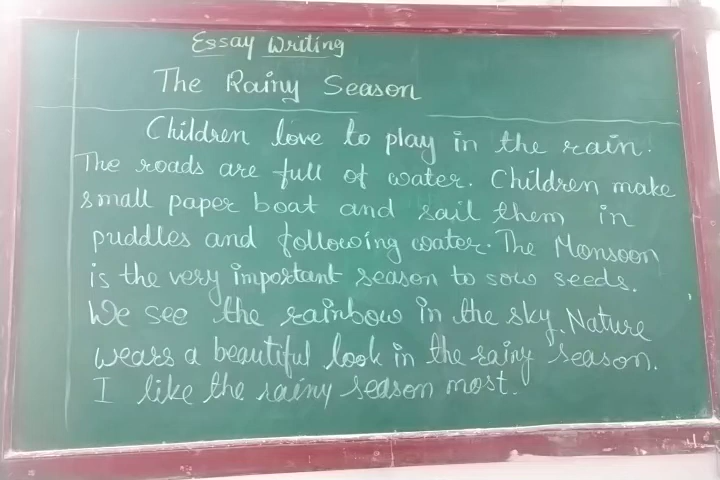 Essay Writing
The Rainy Season
Children love to play in the rain.
The roads are full of water. Children make
small paper boat and sail them in
puddles and following water. The Monsoon
is the very important season to sow seeds.
We see the rainbow in the sky. Nature
wears a beautiful look in the rainy season.
I like the rainy season most.